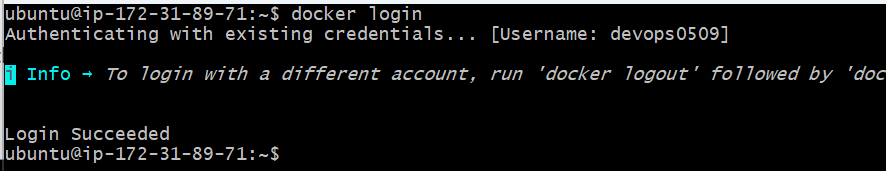 ubuntu@ip-172-31-89-71:~$ docker login
Authenticating with existing credentials... [Username: devops0509]
i Info → To login with a different account, run 'docker logout' followed by 'doc
Login Succeeded
ubuntu@ip-172-31-89-71:~$